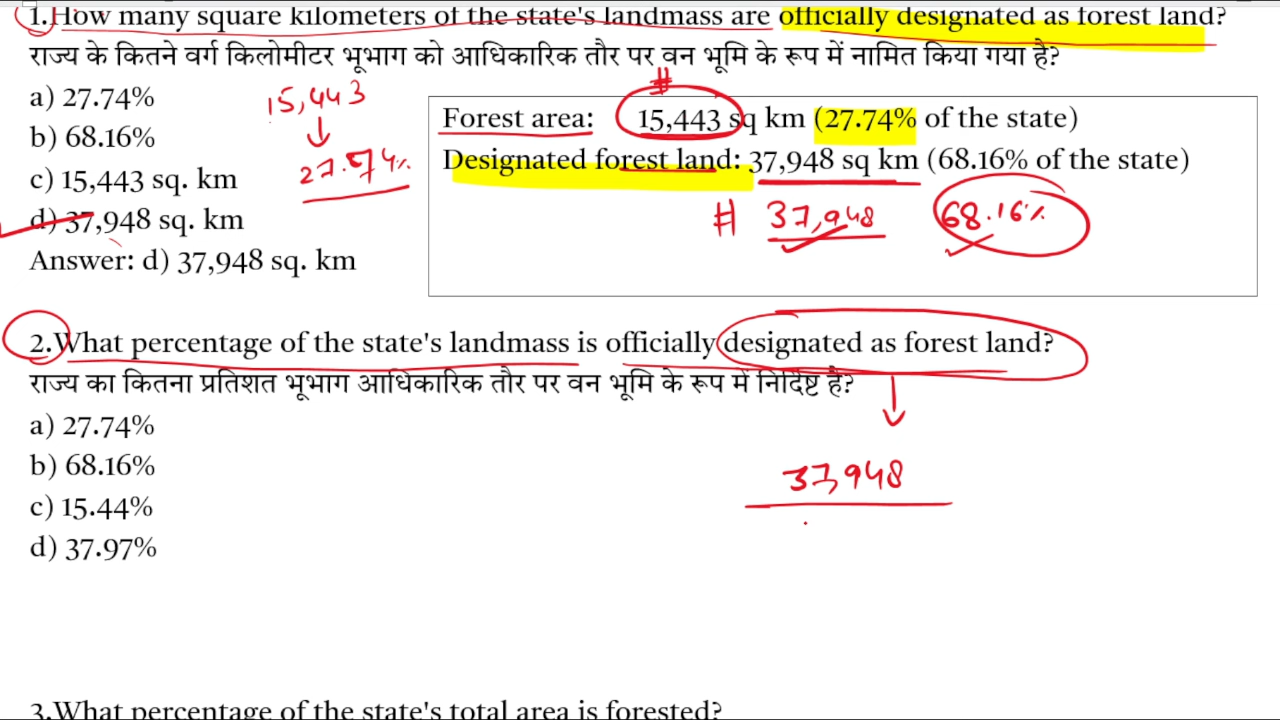 1.How many square kilometers of the state's landmass are officially designated as forest land?
राज्य के कितने वर्ग किलोमीटर भूभाग को आधिकारिक तौर पर वन भूमि के रूप में नामित किया गया है?
a) 27.74%
b) 68.16%
c) 15,443 sq. km
d) 37,948 sq. km
Answer: d) 37,948 sq. km
15,443
27.74%
#
Forest area: 15,443 sq km (27.74% of the state)
Designated forest land: 37,948 sq km (68.16% of the state)
# 37,948 68.16%
2.What percentage of the state's landmass is officially designated as forest land?
राज्य का कितना प्रतिशत भूभाग आधिकारिक तौर पर वन भूमि के रूप में निर्दिष्ट है?
a) 27.74%
b) 68.16%
c) 15.44%
d) 37.97%
37,948
3.What percentage of the state's total area is forested?